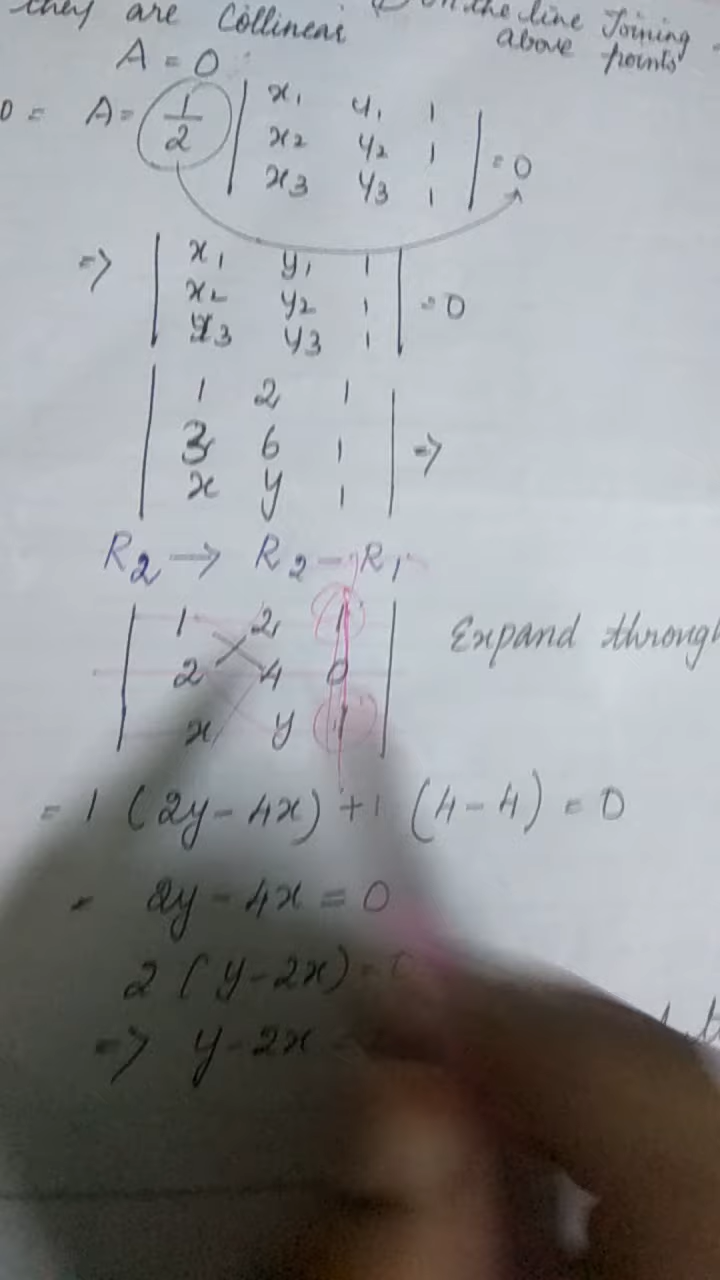 they are Collinear on the line Joining
above points
A = 0
0 = A = 1/2 | x₁ y₁ 1 | = 0
| x₂ y₂ 1 |
| x₃ y₃ 1 |
=> | x₁ y₁ 1 | = 0
| x₂ y₂ 1 |
| x₃ y₃ 1 |
| 1 2 1 | =>
| 3 6 1 |
| x y 1 |
R₂ → R₂ - R₁
| 1 2 1 | Expand through
| 2 4 0 |
| x y 1 |
= 1 (2y - 4x) + 1 (4 - 4) = 0
= 2y - 4x = 0
2 (y - 2x) = 0
=> y - 2x